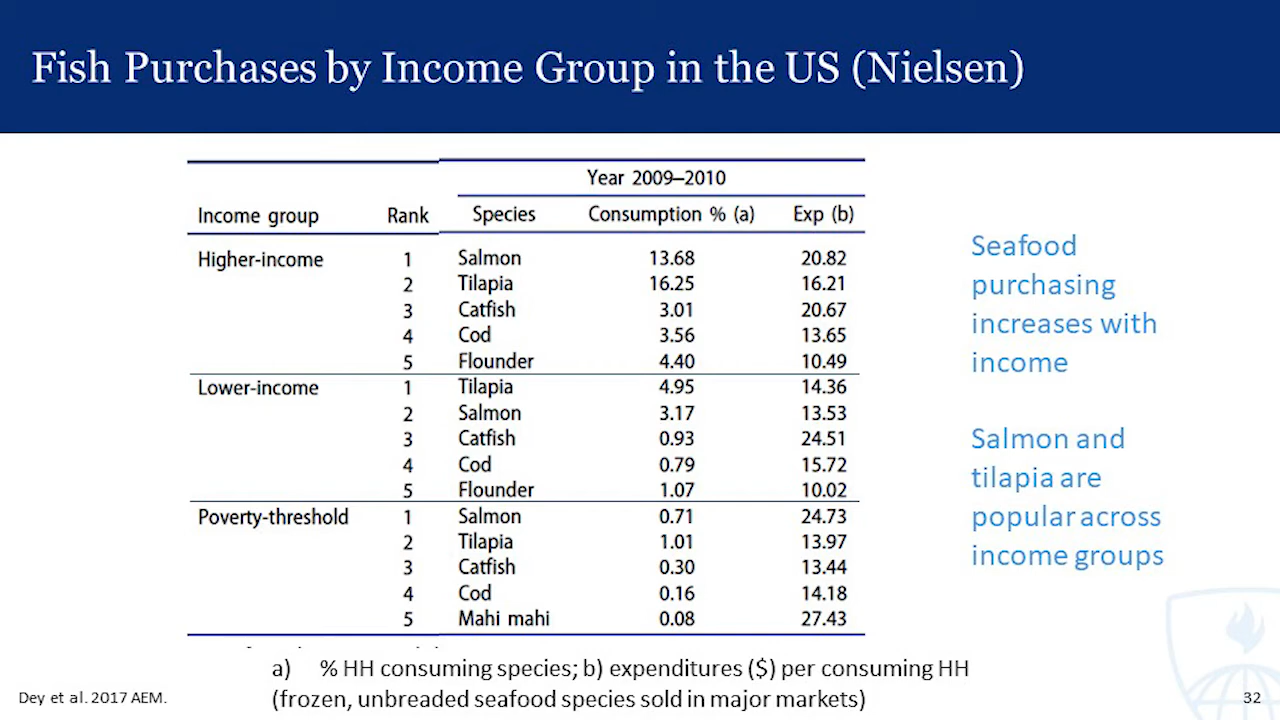 Fish Purchases by Income Group in the US (Nielsen)
Year 2009–2010
Income group Rank Species Consumption % (a) Exp (b)
Higher-income 1 Salmon 13.68 20.82
2 Tilapia 16.25 16.21
3 Catfish 3.01 20.67
4 Cod 3.56 13.65
5 Flounder 4.40 10.49
Lower-income 1 Tilapia 4.95 14.36
2 Salmon 3.17 13.53
3 Catfish 0.93 24.51
4 Cod 0.79 15.72
5 Flounder 1.07 10.02
Poverty-threshold 1 Salmon 0.71 24.73
2 Tilapia 1.01 13.97
3 Catfish 0.30 13.44
4 Cod 0.16 14.18
5 Mahi mahi 0.08 27.43
Seafood
purchasing
increases with
income
Salmon and
tilapia are
popular across
income groups
a) % HH consuming species; b) expenditures ($) per consuming HH
(frozen, unbreaded seafood species sold in major markets)
Dey et al. 2017 AEM.
32